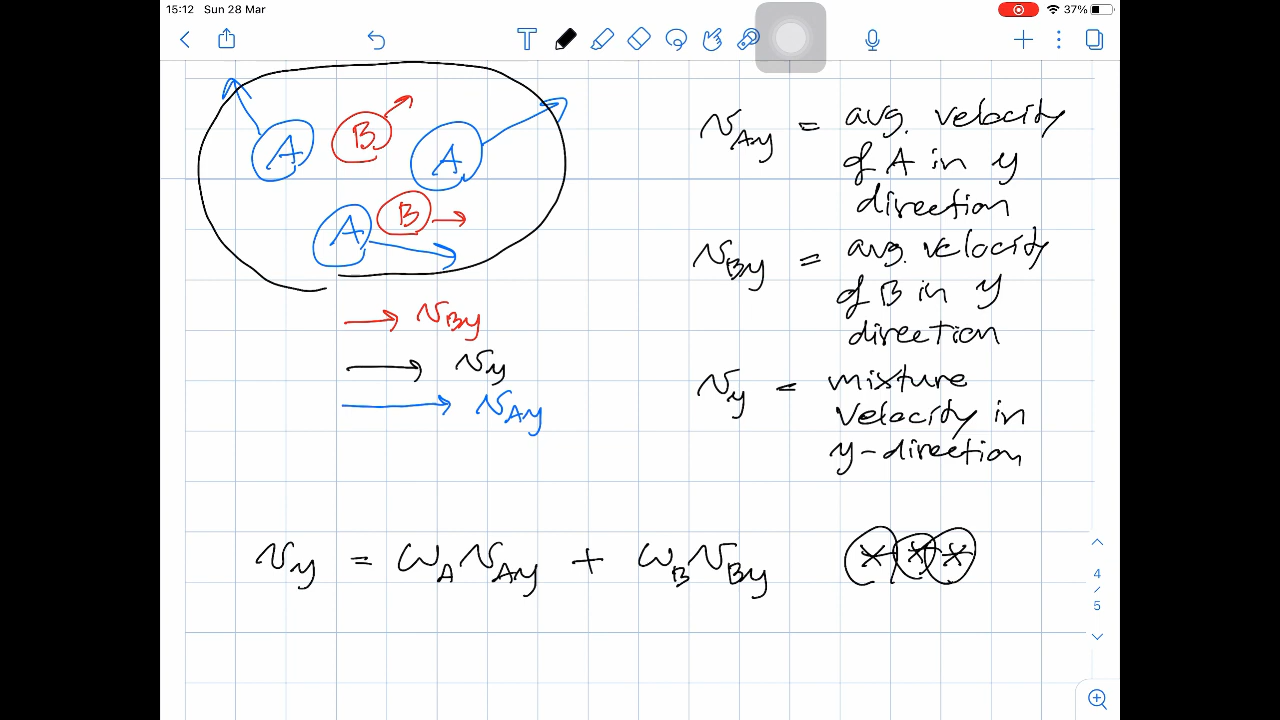 15:12 Sun 28 Mar 37%
T
A B A
A B
v_By
v_y
v_Ay
v_Ay = avg. velocity
of A in y
direction
v_By = avg. velocity
of B in y
direction
v_y = mixture
velocity in
y-direction
v_y = ω_A v_Ay + ω_B v_By ***
4
/
5